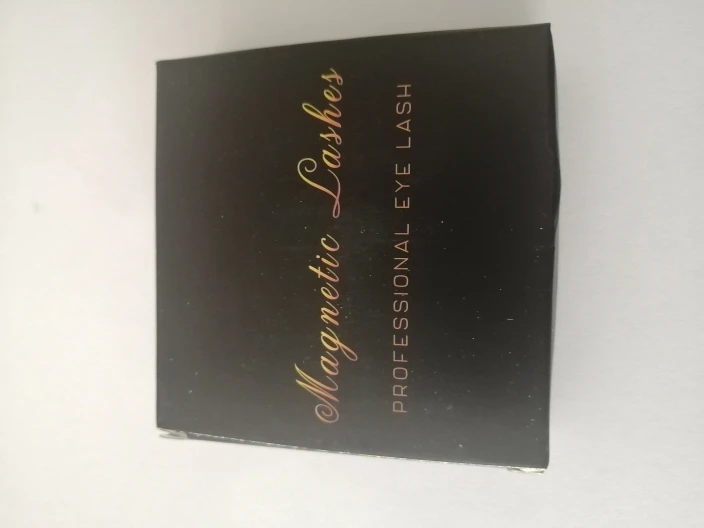 Magnetic Lashes
PROFESSIONAL EYE LASH